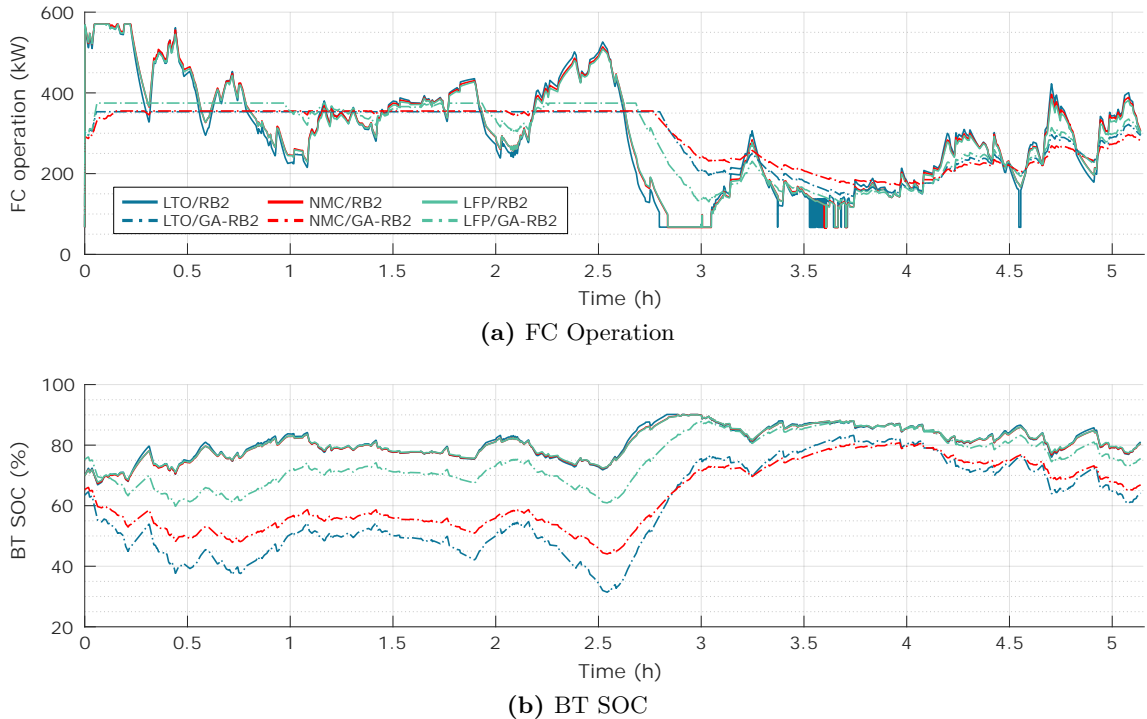 600
400
200
0
FC operation (kW)
LTO/RB2 NMC/RB2 LFP/RB2
LTO/GA-RB2 NMC/GA-RB2 LFP/GA-RB2
0 0.5 1 1.5 2 2.5 3 3.5 4 4.5 5
Time (h)
(a) FC Operation
100
80
60
40
20
BT SOC (%)
0 0.5 1 1.5 2 2.5 3 3.5 4 4.5 5
Time (h)
(b) BT SOC